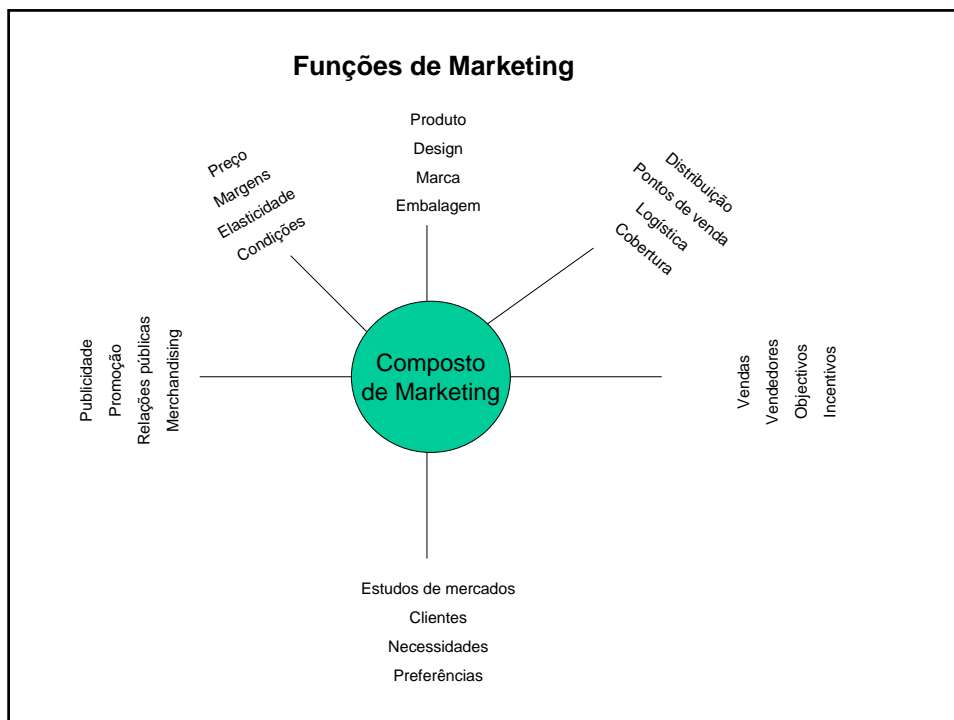 Funções de Marketing
Produto
Design
Marca
Embalagem
Preço
Margens
Elasticidade
Condições
Distribuição
Pontos de venda
Logística
Cobertura
Publicidade
Promoção
Relações públicas
Merchandising
Composto
de Marketing
Vendas
Vendedores
Objectivos
Incentivos
Estudos de mercados
Clientes
Necessidades
Preferências